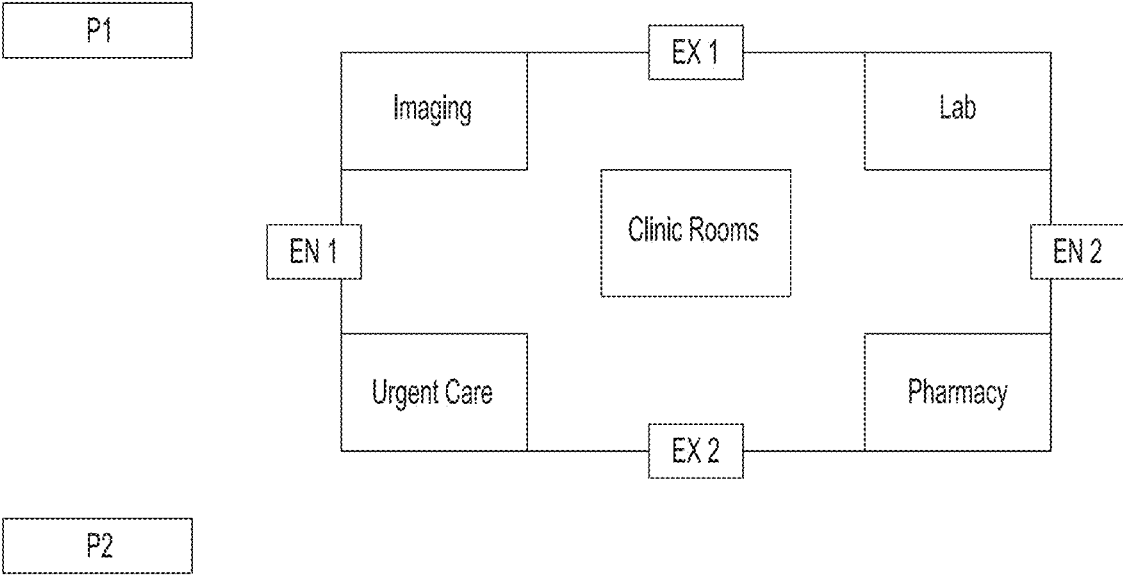 P1
EX 1
Imaging
Lab
Clinic Rooms
EN 1
EN 2
Urgent Care
Pharmacy
EX 2
P2